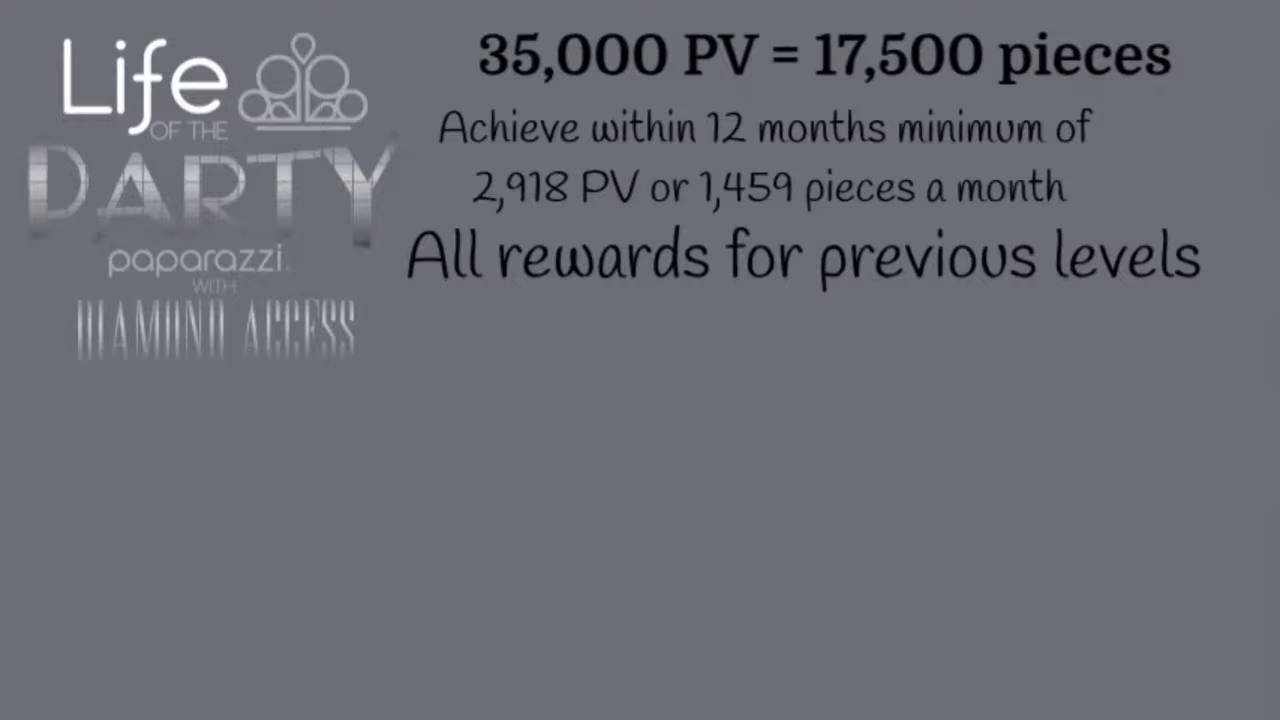 Life
OF THE
PARTY
paparazzi
WITH
DIAMOND ACCESS
35,000 PV = 17,500 pieces
Achieve within 12 months minimum of
2,918 PV or 1,459 pieces a month
All rewards for previous levels